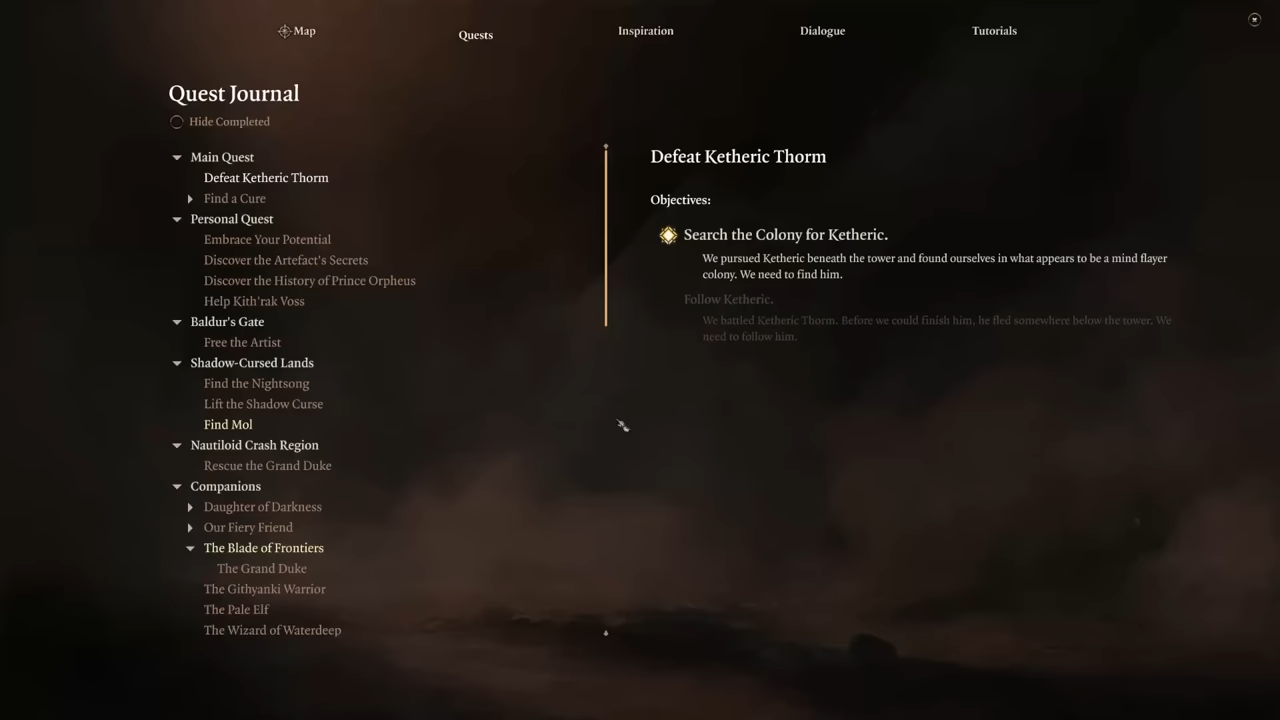 Map
Quests
Inspiration
Dialogue
Tutorials
Quest Journal
Hide Completed
Main Quest
Defeat Ketheric Thorm
Find a Cure
Personal Quest
Embrace Your Potential
Discover the Artefact's Secrets
Discover the History of Prince Orpheus
Help Kith'rak Voss
Baldur's Gate
Free the Artist
Shadow-Cursed Lands
Find the Nightsong
Lift the Shadow Curse
Find Mol
Nautiloid Crash Region
Rescue the Grand Duke
Companions
Daughter of Darkness
Our Fiery Friend
The Blade of Frontiers
The Grand Duke
The Githyanki Warrior
The Pale Elf
The Wizard of Waterdeep
Defeat Ketheric Thorm
Objectives:
Search the Colony for Ketheric.
We pursued Ketheric beneath the tower and found ourselves in what appears to be a mind flayer
colony. We need to find him.
Follow Ketheric.
We battled Ketheric Thorm. Before we could finish him, he fled somewhere below the tower. We
need to follow him.